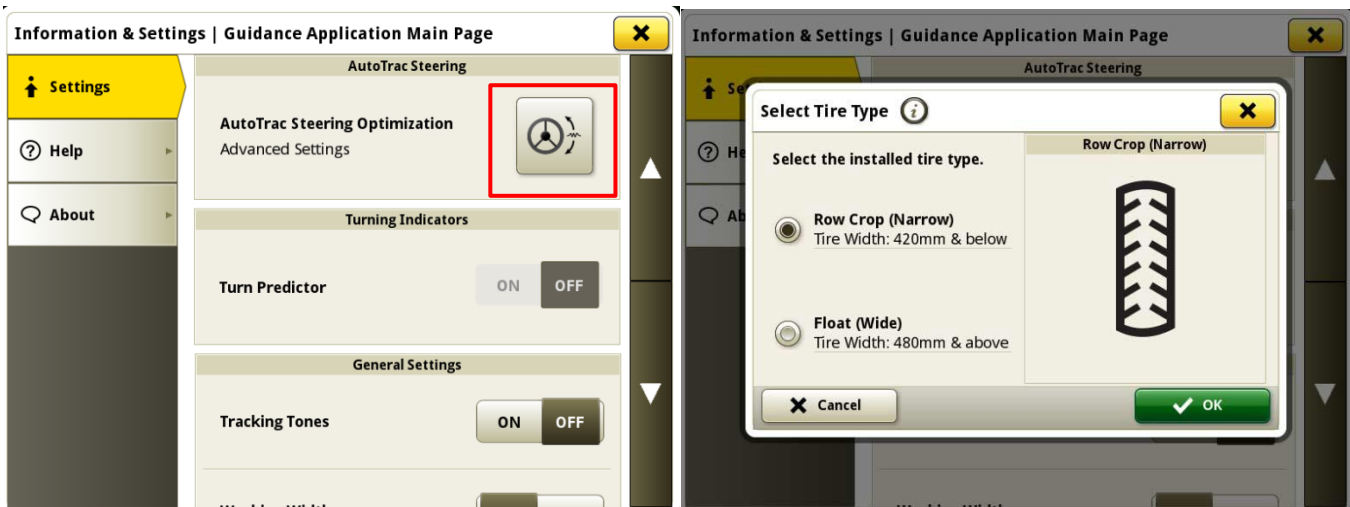 Information & Settings | Guidance Application Main Page
Settings
Help
About
AutoTrac Steering
AutoTrac Steering Optimization
Advanced Settings
Turning Indicators
Turn Predictor
ON OFF
General Settings
Tracking Tones
ON OFF
Information & Settings | Guidance Application Main Page
AutoTrac Steering
Select Tire Type
Select the installed tire type.
Row Crop (Narrow)
Tire Width: 420mm & below
Float (Wide)
Tire Width: 480mm & above
Row Crop (Narrow)
Cancel
OK